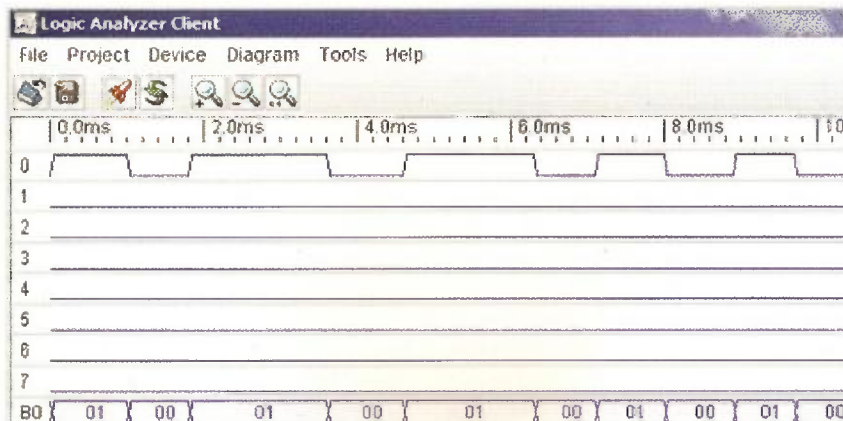 Logic Analyzer Client
File Project Device Diagram Tools Help
0.0ms 2.0ms 4.0ms 6.0ms 8.0ms 10
0
1
2
3
4
5
6
7
B0 01 00 01 00 01 00 01 00 01 00